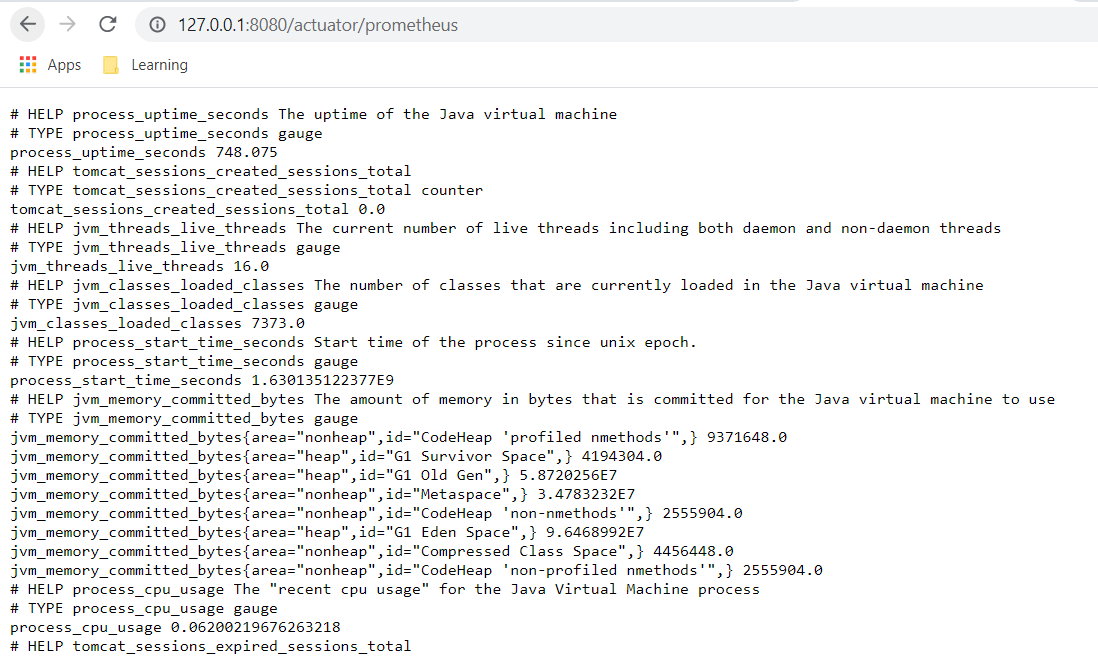 127.0.0.1:8080/actuator/prometheus
Apps Learning
# HELP process_uptime_seconds The uptime of the Java virtual machine
# TYPE process_uptime_seconds gauge
process_uptime_seconds 748.075
# HELP tomcat_sessions_created_sessions_total
# TYPE tomcat_sessions_created_sessions_total counter
tomcat_sessions_created_sessions_total 0.0
# HELP jvm_threads_live_threads The current number of live threads including both daemon and non-daemon threads
# TYPE jvm_threads_live_threads gauge
jvm_threads_live_threads 16.0
# HELP jvm_classes_loaded_classes The number of classes that are currently loaded in the Java virtual machine
# TYPE jvm_classes_loaded_classes gauge
jvm_classes_loaded_classes 7373.0
# HELP process_start_time_seconds Start time of the process since unix epoch.
# TYPE process_start_time_seconds gauge
process_start_time_seconds 1.630135122377E9
# HELP jvm_memory_committed_bytes The amount of memory in bytes that is committed for the Java virtual machine to use
# TYPE jvm_memory_committed_bytes gauge
jvm_memory_committed_bytes{area="nonheap",id="CodeHeap 'profiled nmethods'",} 9371648.0
jvm_memory_committed_bytes{area="heap",id="G1 Survivor Space",} 4194304.0
jvm_memory_committed_bytes{area="heap",id="G1 Old Gen",} 5.8720256E7
jvm_memory_committed_bytes{area="nonheap",id="Metaspace",} 3.4783232E7
jvm_memory_committed_bytes{area="nonheap",id="CodeHeap 'non-nmethods'",} 2555904.0
jvm_memory_committed_bytes{area="heap",id="G1 Eden Space",} 9.6468992E7
jvm_memory_committed_bytes{area="nonheap",id="Compressed Class Space",} 4456448.0
jvm_memory_committed_bytes{area="nonheap",id="CodeHeap 'non-profiled nmethods'",} 2555904.0
# HELP process_cpu_usage The "recent cpu usage" for the Java Virtual Machine process
# TYPE process_cpu_usage gauge
process_cpu_usage 0.06200219676263218
# HELP tomcat_sessions_expired_sessions_total